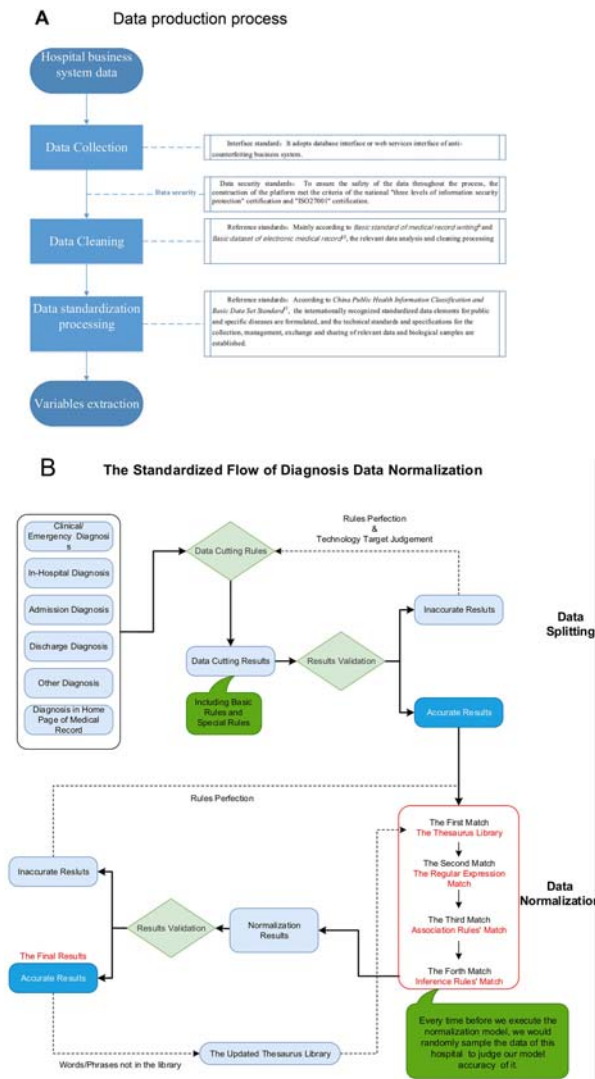 A Data production process
Hospital business
system data
Data Collection
Interface standard: It adopts database interface or web services interface of anti-
counterfeiting business system.
Data security
Data security standards: To ensure the safety of the data throughout the process, the
construction of the platform met the criteria of the national "three levels of information
security protection" certification and "ISO27001" certification.
Data Cleaning
Reference standards: Mainly according to Basic standard of medical record writing and
Basic dataset of electronic medical record, the relevant data analysis and cleaning processing
Data standardization
processing
Reference standards: According to China Public Health Information Classification and
Basic Data Set Standard, the internationally recognized standardized data elements for public
and specific diseases are formulated, and the technical standards and specifications for the
collection, management, exchange and sharing of relevant data and biological samples are
established.
Variables extraction
B The Standardized Flow of Diagnosis Data Normalization
Clinical/
Emergency Diagnosi
s
In-Hospital Diagnosis
Admission Diagnosis
Discharge Diagnosis
Other Diagnosis
Diagnosis in Home
Page of Medical
Record
Data Cutting Rules
Rules Perfection
&
Technology Target Judgement
Data Cutting Results
Including Basic
Rules and
Special Rules
Results Validation
Inaccurate Resluts
Accurate Results
Data
Splitting
Rules Perfection
The First Match
The Thesaurus Library
The Second Match
The Regular Expression
Match
The Third Match
Association Rules' Match
The Forth Match
Inference Rules' Match
Data
Normalization
Inaccurate Resluts
Results Validation
Normalization
Results
The Final Results
Accurate Results
The Updated Thesaurus Library
Words/Phrases not in the library
Every time before we execute the
normalization model, we would
randomly sample the data of this
hospital to judge our model
accuracy of it.